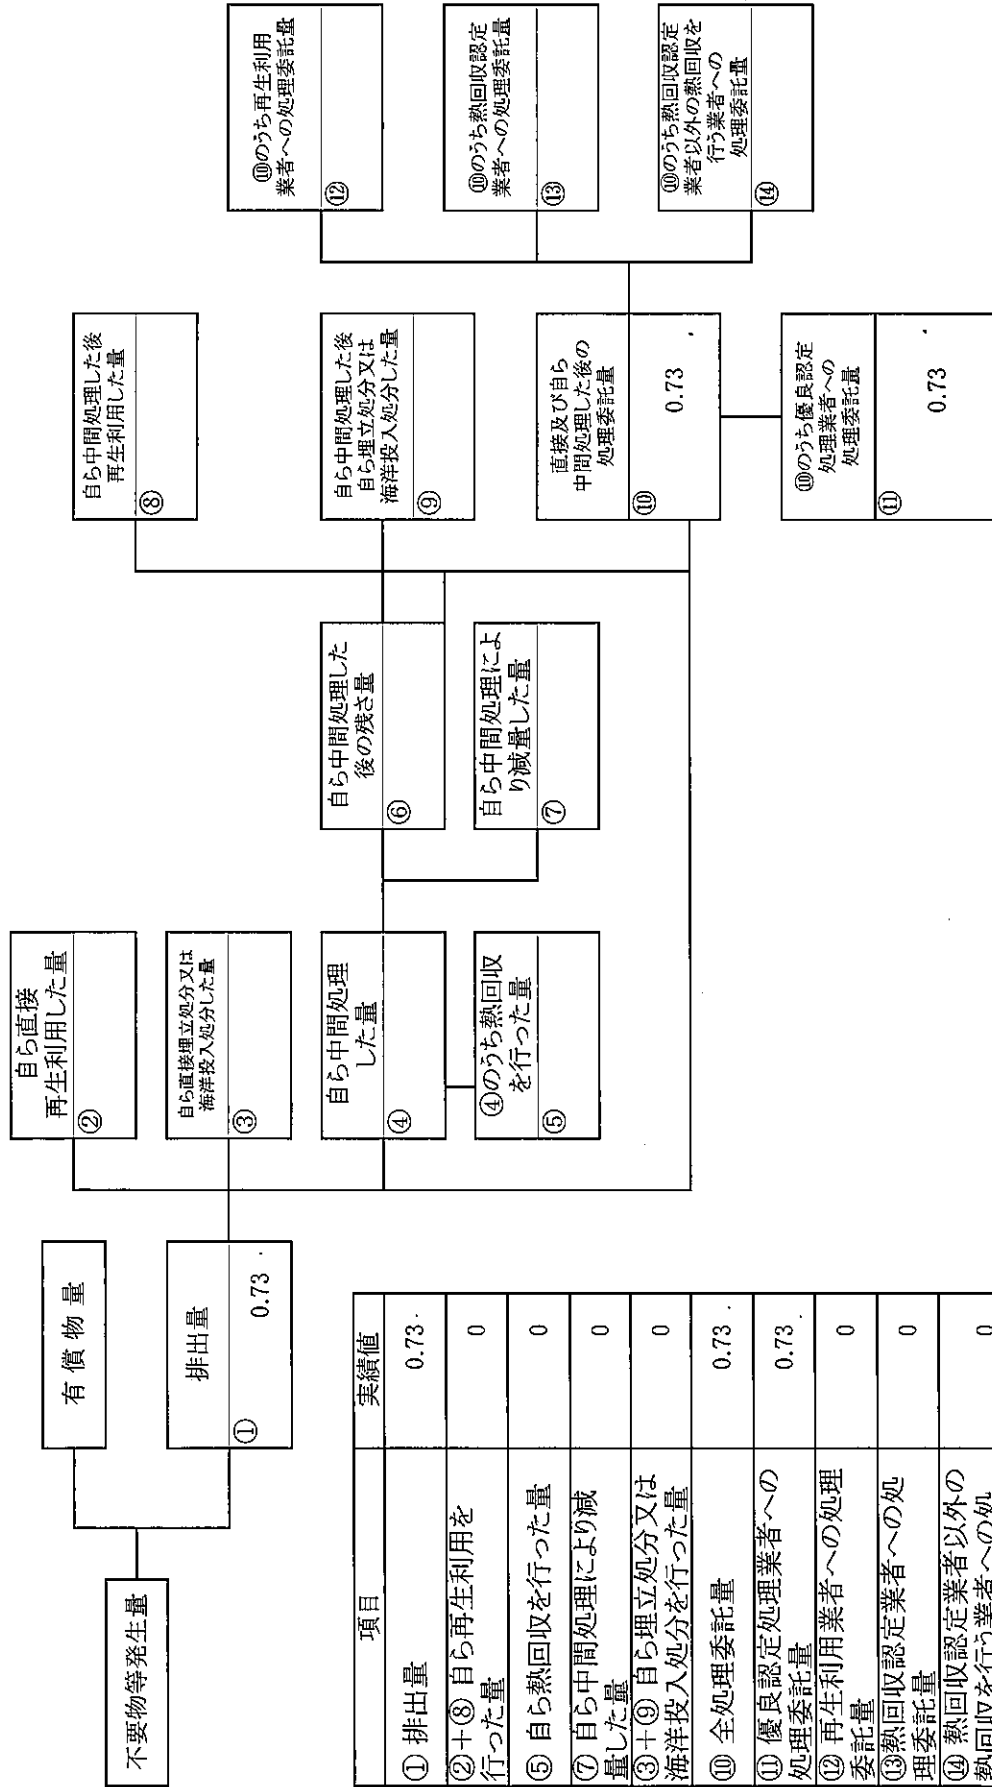 不要物等発生量
有償物量
排出量
①
0.73
自ら直接
再生利用した量
②
自ら直接埋立処分又は
海洋投入処分した量
③
自ら中間処理
した量
④
④のうち熱回収
を行った量
⑤
自ら中間処理した
後の残さ量
⑥
自ら中間処理によ
り減量した量
⑦
自ら中間処理した後
再生利用した量
⑧
自ら中間処理した後
自ら埋立処分又は
海洋投入処分した量
⑨
直接及び自ら
中間処理した後の
処理委託量
⑩
0.73
⑩のうち優良認定
処理業者への
処理委託量
⑪
0.73
⑩のうち再生利用
業者への処理委託量
⑫
⑩のうち熱回収認定
業者への処理委託量
⑬
⑩のうち熱回収認定
業者以外の熱回収を
行う業者への
処理委託量
⑭
項目 実績値
① 排出量 0.73
②+⑧ 自ら再生利用を
行った量 0
⑤ 自ら熱回収を行った量 0
⑦ 自ら中間処理により減
量した量 0
③+⑨ 自ら埋立処分又は
海洋投入処分を行った量 0
⑩ 全処理委託量 0.73
⑪ 優良認定処理業者への
処理委託量 0.73
⑫ 再生利用業者への処理
委託量 0
⑬熱回収認定業者への処
理委託量 0
⑭ 熱回収認定業者以外の
熱回収を行う業者への処 0